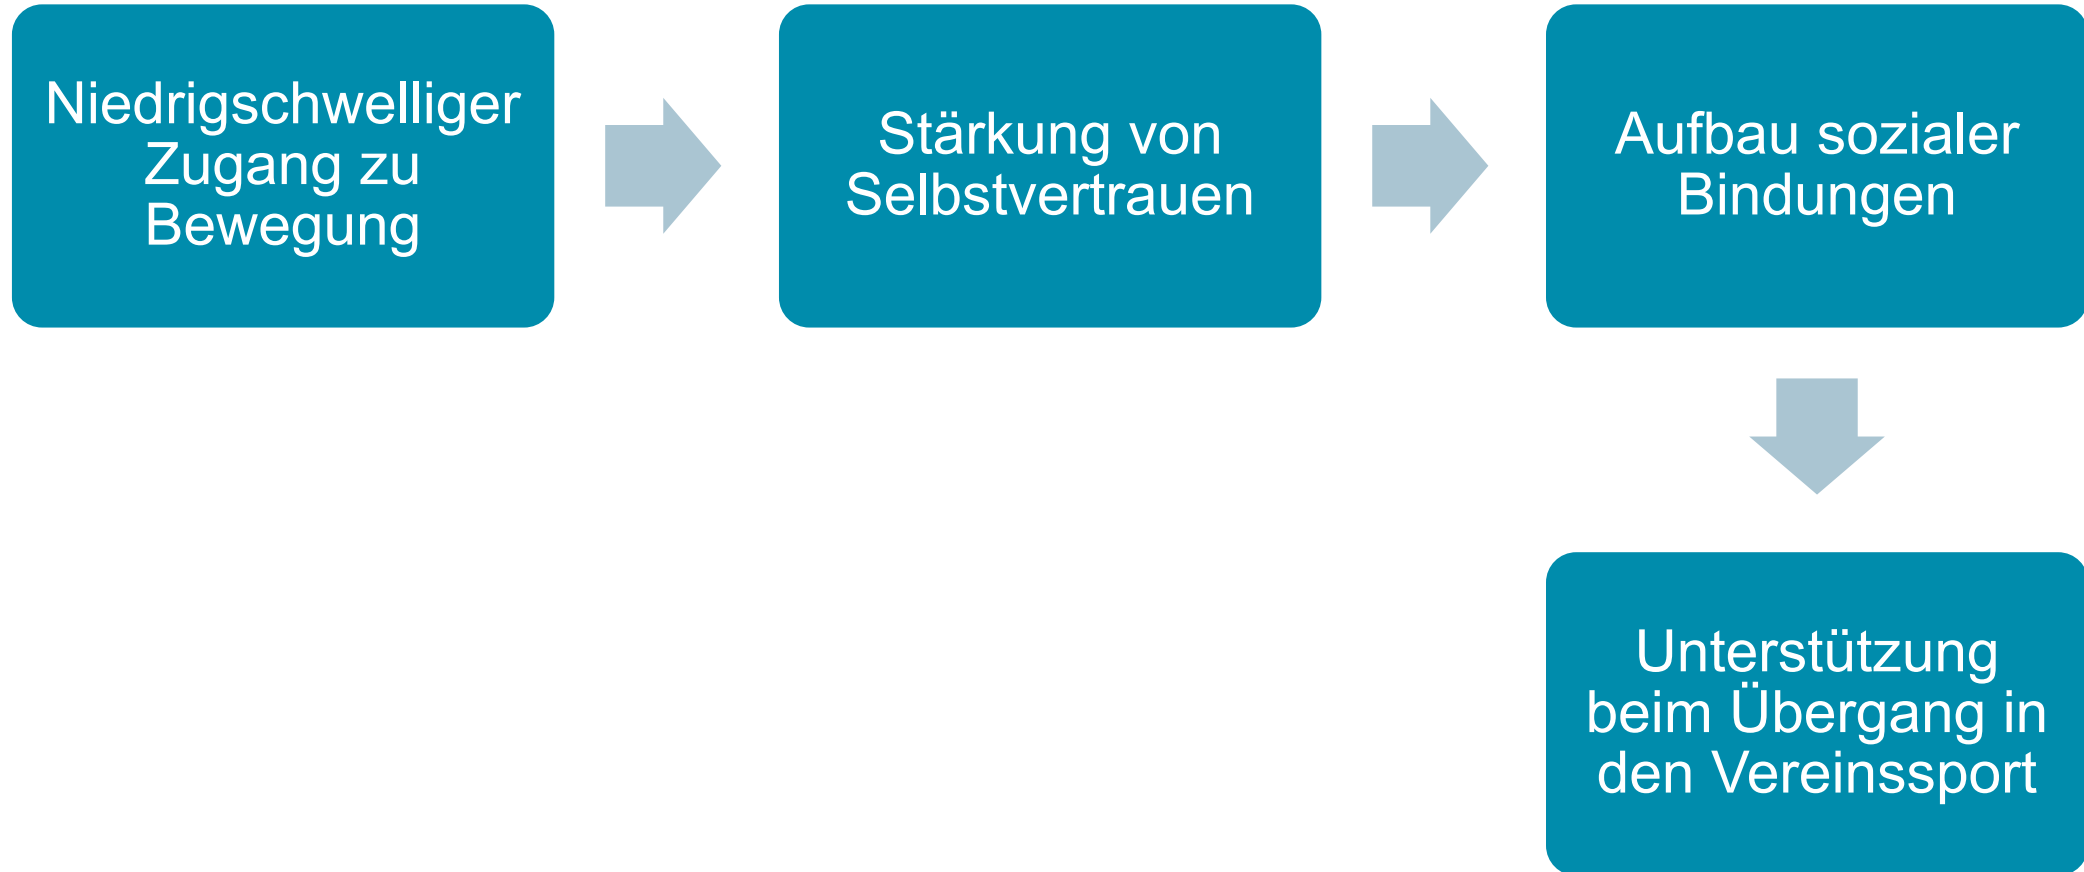 Niedrigschwelliger
Zugang zu
Bewegung
Stärkung von
Selbstvertrauen
Aufbau sozialer
Bindungen
Unterstützung
beim Übergang in
den Vereinssport